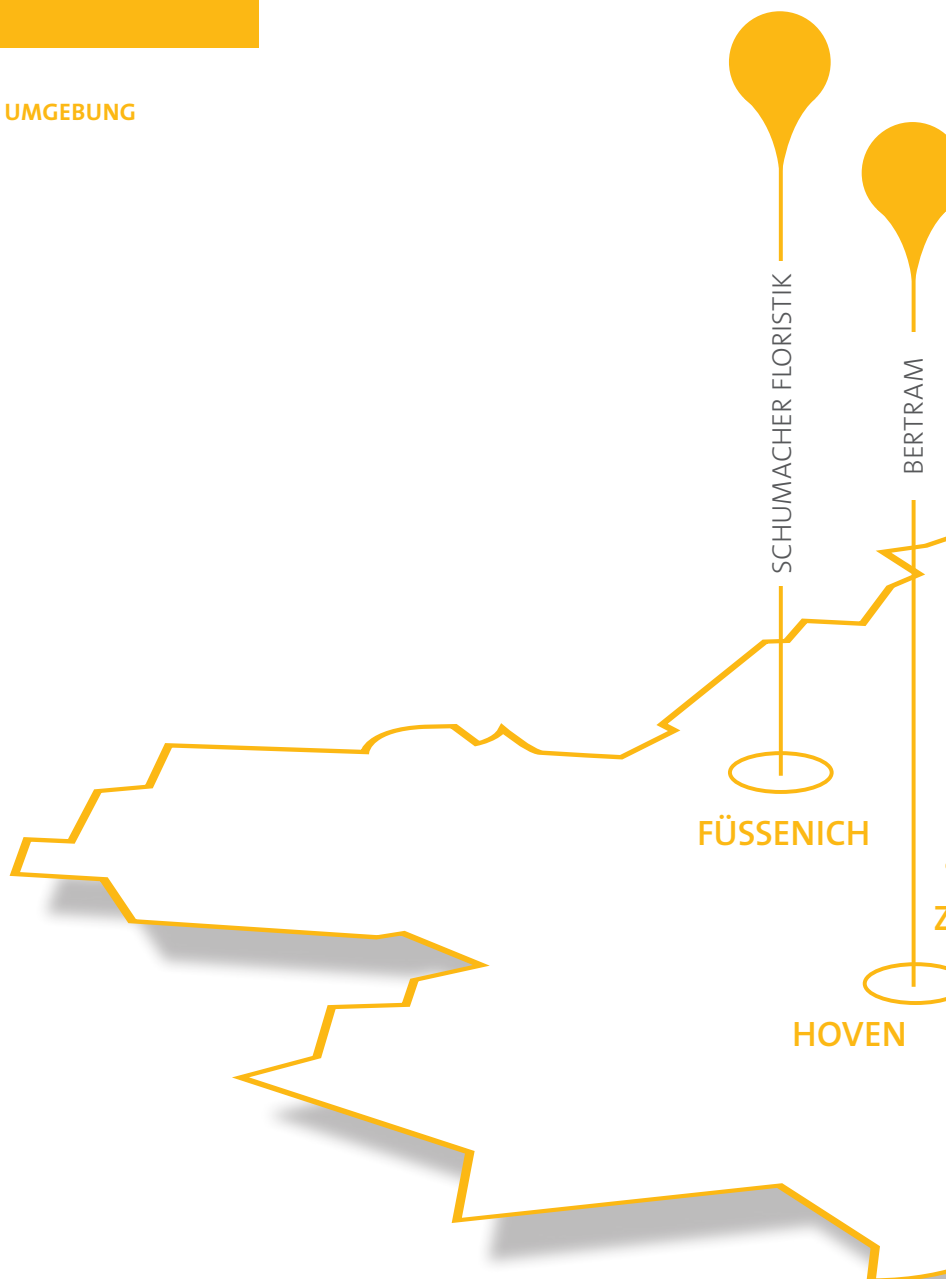 UMGEBUNG
SCHUMACHER FLORISTIK
BERTRAM
FÜSSENICH
Z
HOVEN